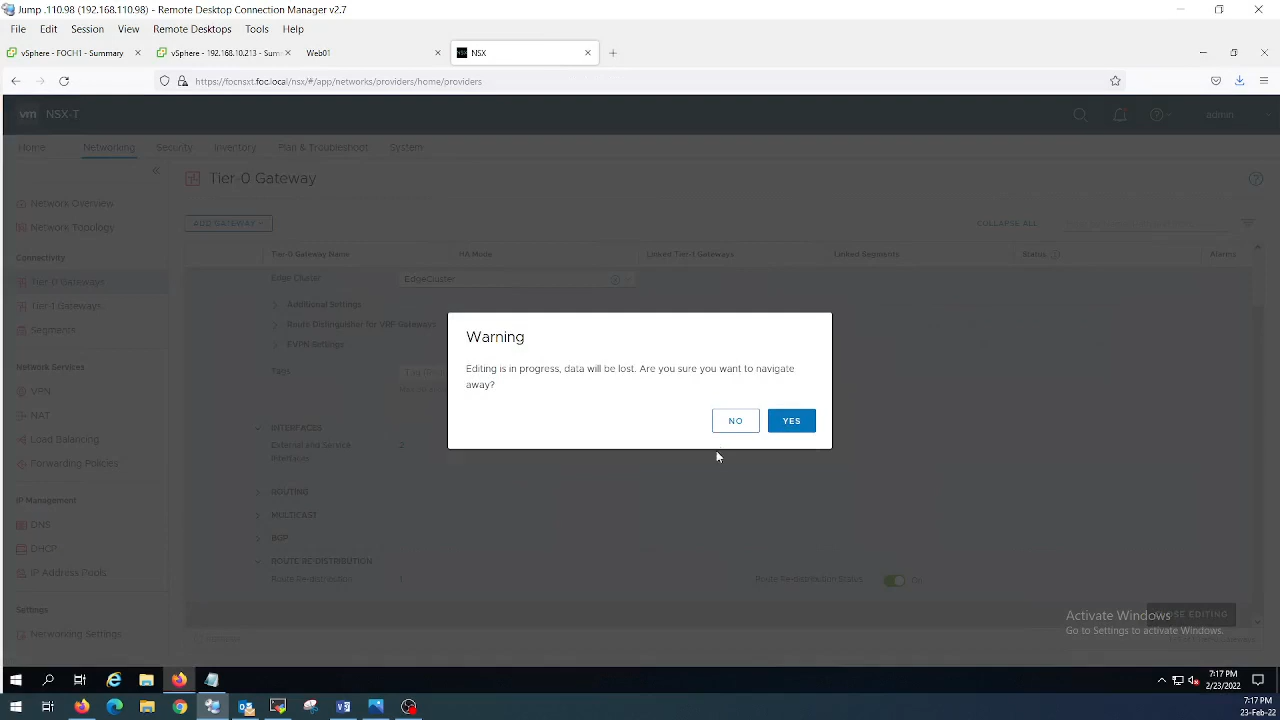 Jump .110.98 (192.168.110.98) - Remote Desktop Connection Manager v2.7
File Edit Session View Remote Desktops Tools Help
vSphere - FOCH1 - Summary
vSphere - 192.168.10.213 - Sum
Web01
NSX
https://focnsxt.foc.local/nsx/#/app/networks/providers/home/providers
vm NSX-T
admin
Home Networking Security Inventory Plan & Troubleshoot System
Tier-0 Gateway
Network Overview
Network Topology
ADD GATEWAY
COLLAPSE ALL
Connectivity
Tier-0 Gateway Name HA Mode Linked Tier-1 Gateways Linked Segments Status Alarms
Tier-0 Gateways
Edge Cluster EdgeCluster
Tier-1 Gateways
Additional Settings
Segments
Route Distinguisher for VRF Gateways
EVPN Settings
Warning
Editing is in progress, data will be lost. Are you sure you want to navigate
away?
NO YES
Network Services
Tags
VPN
NAT
INTERFACES
Load Balancing
External and Service
Interfaces
2
Forwarding Policies
ROUTING
IP Management
MULTICAST
DNS
BGP
DHCP
ROUTE RE-DISTRIBUTION
IP Address Pools
Route Re-distribution 1
Route Re-distribution Status On
Settings
CLOSE EDITING
Networking Settings
Activate Windows
Go to Settings to activate Windows.
7:17 PM
2/23/2022
7:17 PM
23-Feb-22